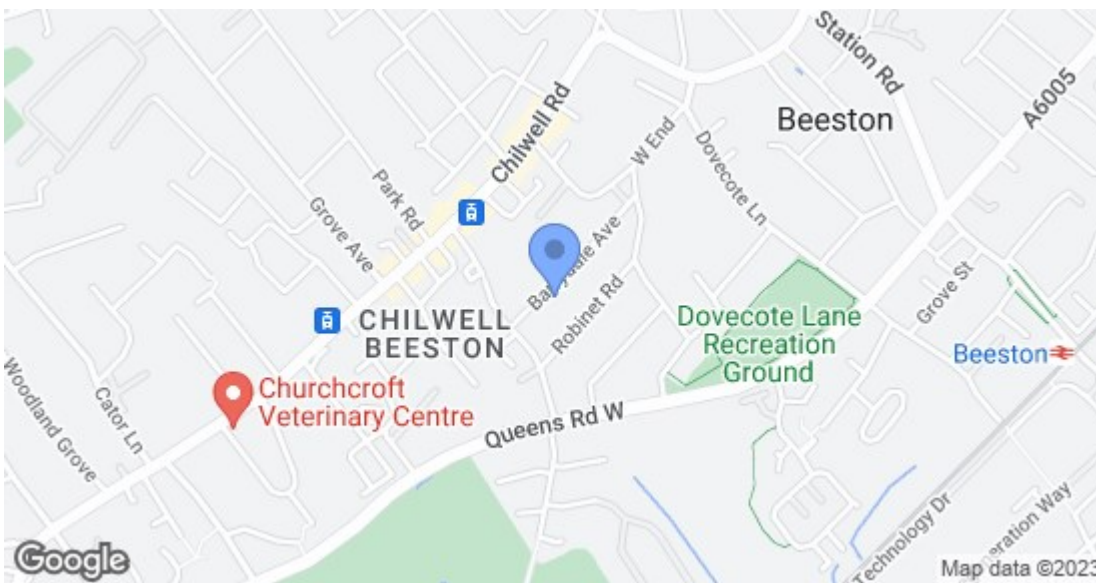 Station Rd
A6005
Beeston
Chilwell Rd
W End
Dovecote Ln
Park Rd
Grove Ave
Robinet Rd
Grove St
CHILWELL
BEESTON
Dovecote Lane
Recreation
Ground
Beeston
Woodland Grove
Cator Ln
Churchcroft
Veterinary Centre
Queens Rd W
Technology Dr
Way
Google
Map data ©2023